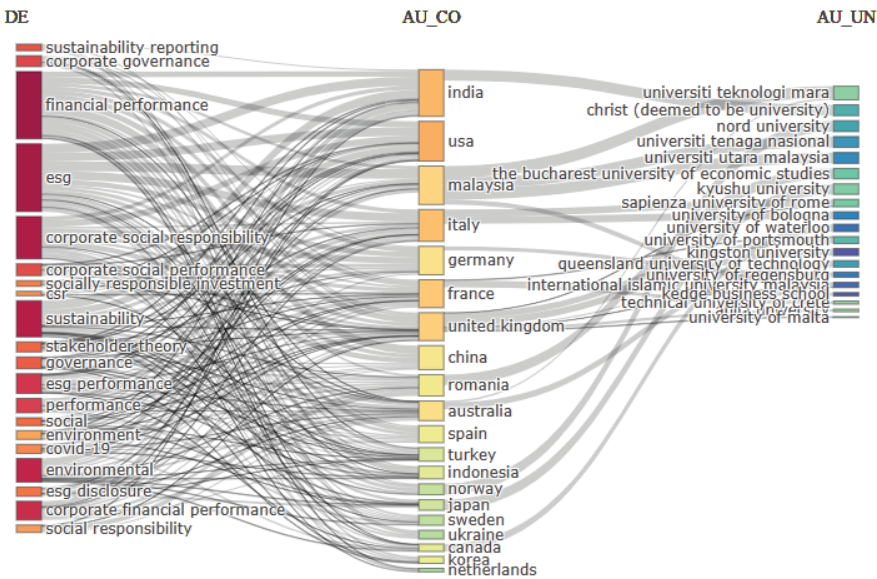 DE
AU_CO
AU_UN
sustainability reporting
corporate governance
financial performance
esg
corporate social responsibility
corporate social performance
socially responsible investment
csr
sustainability
stakeholder theory
governance
esg performance
performance
social
environment
covid-19
environmental
esg disclosure
corporate financial performance
social responsibility
india
usa
malaysia
italy
germany
france
united kingdom
china
romania
australia
spain
turkey
indonesia
norway
japan
sweden
ukraine
canada
korea
netherlands
universiti teknologi mara
christ (deemed to be university)
nord university
universiti tenaga nasional
universiti utara malaysia
the bucharest university of economic studies
kyushu university
sapienza university of rome
university of bologna
university of waterloo
university of portsmouth
kingston university
queensland university of technology
university of regensburg
international islamic university malaysia
kedge business school
technical university of crete
university
university of malta